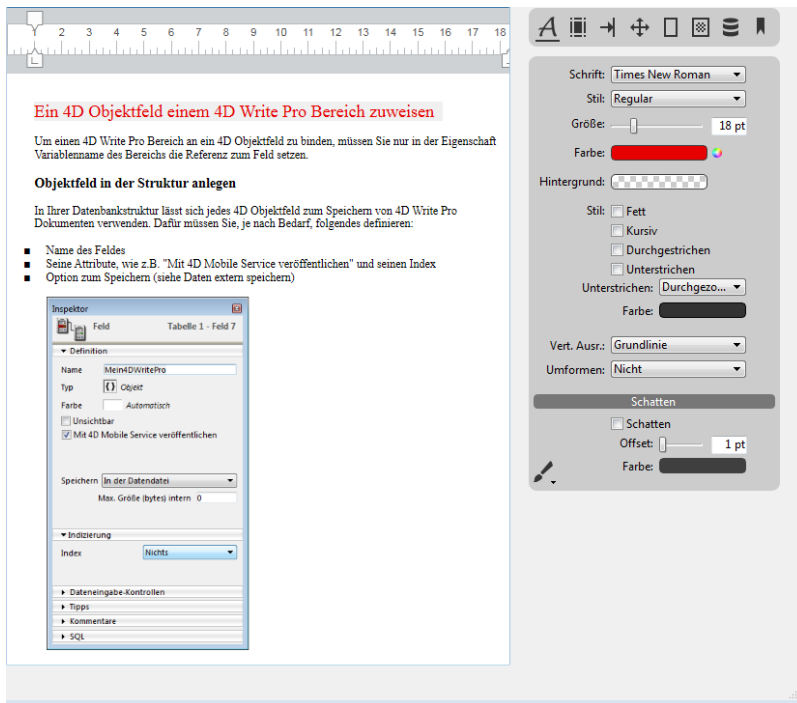 1 2 3 4 5 6 7 8 9 10 11 12 13 14 15 16 17 18
Ein 4D Objektfeld einem 4D Write Pro Bereich zuweisen
Um einen 4D Write Pro Bereich an ein 4D Objektfeld zu binden, müssen Sie nur in der Eigenschaft
Variablenname des Bereichs die Referenz zum Feld setzen.
Objektfeld in der Struktur anlegen
In Ihrer Datenbankstruktur lässt sich jedes 4D Objektfeld zum Speichern von 4D Write Pro
Dokumenten verwenden. Dafür müssen Sie, je nach Bedarf, folgendes definieren:
■ Name des Feldes
■ Seine Attribute, wie z.B. "Mit 4D Mobile Service veröffentlichen" und seinen Index
■ Option zum Speichern (siehe Daten extern speichern)
Inspektor
Feld Tabelle 1 - Feld 7
Definition
Name Mein4DWritePro
Typ {} Objekt
Farbe Automatisch
Unsichtbar
Mit 4D Mobile Service veröffentlichen
Speichern In der Datendatei
Max. Größe (bytes) intern 0
Indizierung
Index Nichts
Dateneingabe-Kontrollen
Tipps
Kommentare
SQL
A
Schrift: Times New Roman
Stil: Regular
Größe: 18 pt
Farbe:
Hintergrund:
Stil: Fett
Kursiv
Durchgestrichen
Unterstrichen
Unterstrichen: Durchgezo...
Farbe:
Vert. Ausr.: Grundlinie
Umformen: Nicht
Schatten
Schatten
Offset: 1 pt
Farbe: